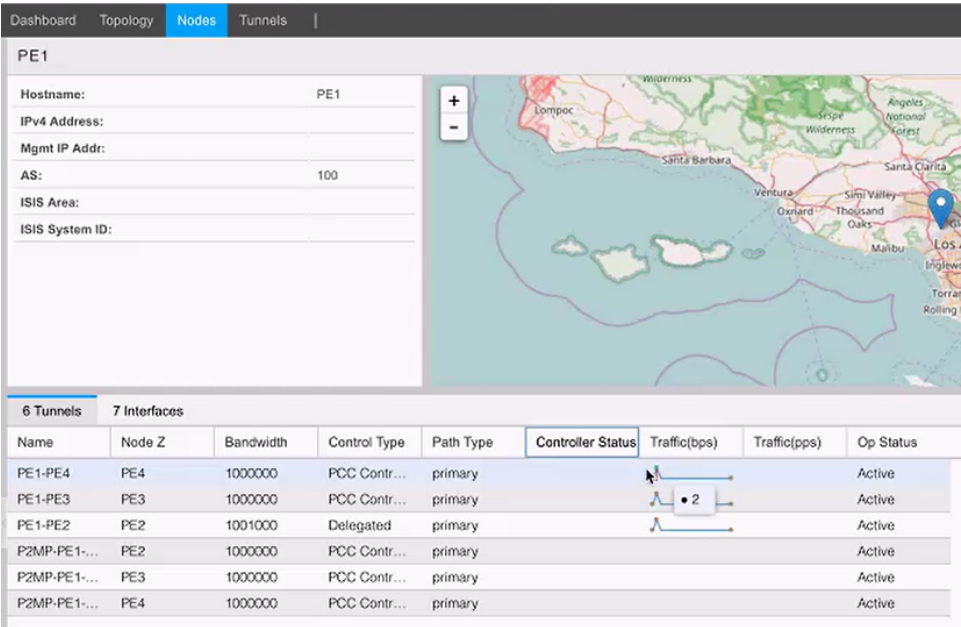 Dashboard Topology Nodes Tunnels
PE1
Hostname: PE1
IPv4 Address:
Mgmt IP Addr:
AS: 100
ISIS Area:
ISIS System ID:
+
-
Wilderness
Lompoc
Sespe
Wilderness
Angeles
National
Forest
Santa Barbara
Santa Clarita
Ventura
Simi Valley
Oxnard
Thousand
Oaks
Malibu
Los
Torra
Rolling
6 Tunnels 7 Interfaces
Name Node Z Bandwidth Control Type Path Type Controller Status Traffic(bps) Traffic(pps) Op Status
PE1-PE4 PE4 1000000 PCC Contr... primary Active
PE1-PE3 PE3 1000000 PCC Contr... primary 2 Active
PE1-PE2 PE2 1001000 Delegated primary Active
P2MP-PE1-... PE2 1000000 PCC Contr... primary Active
P2MP-PE1-... PE3 1000000 PCC Contr... primary Active
P2MP-PE1-... PE4 1000000 PCC Contr... primary Active